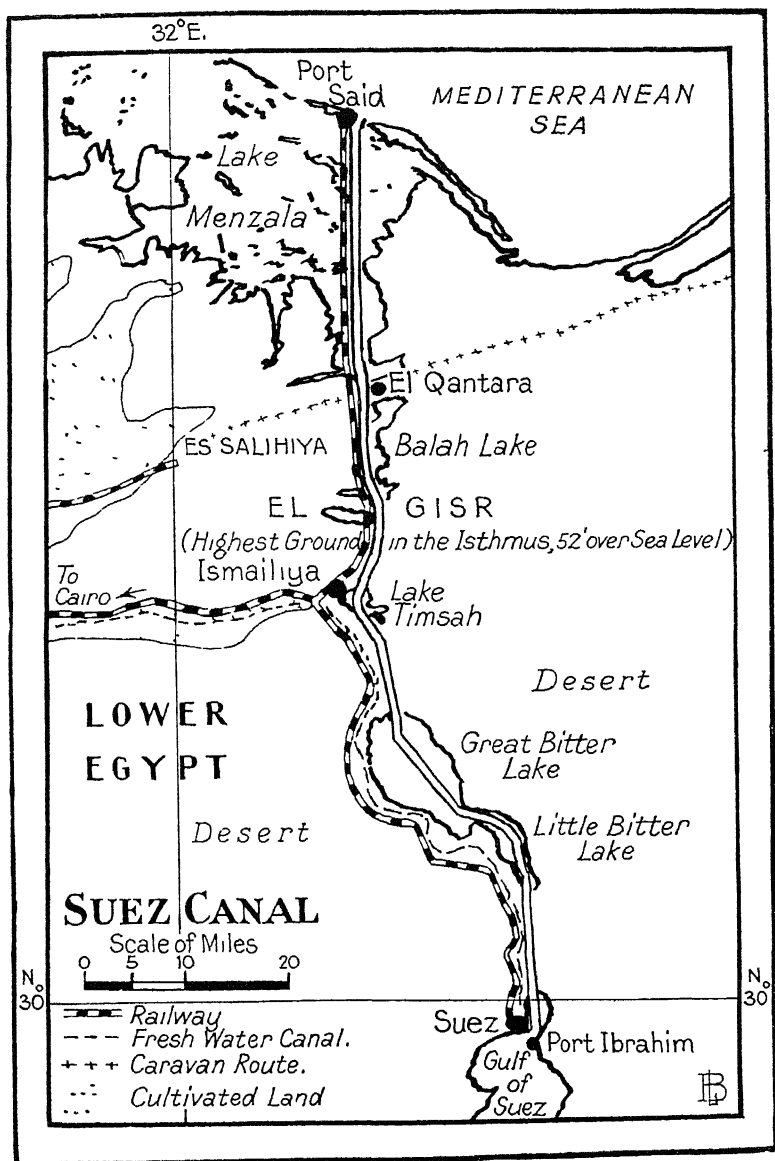 32°E.
Port
Said
MEDITERRANEAN
SEA
Lake
Menzala
El Qantara
ES SALIHIYA
Balah Lake
EL GISR
(Highest Ground in the Isthmus, 52' over Sea Level)
Ismailiya
To
Cairo
Lake
Timsah
Desert
LOWER
EGYPT
Great Bitter
Lake
Desert
Little Bitter
Lake
SUEZ CANAL
Scale of Miles
0 5 10 20
N.
30°
N.
30°
Railway
Fresh Water Canal.
Caravan Route.
Cultivated Land
Suez
Port Ibrahim
Gulf
of
Suez